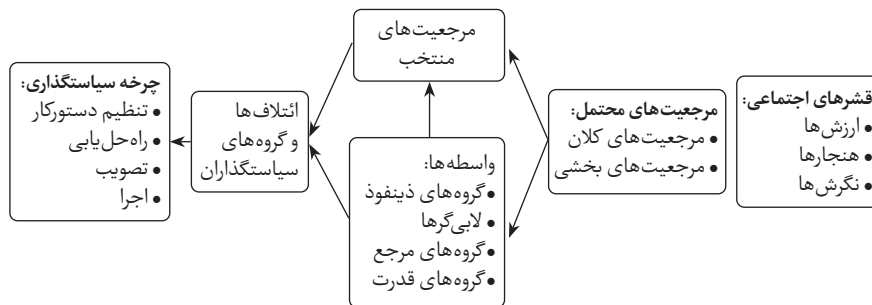 قشرهای اجتماعی:
• ارزش‌ها
• هنجارها
• نگرش‌ها
مرجعیت‌های محتمل:
• مرجعیت‌های کلان
• مرجعیت‌های بخشی
مرجعیت‌های
منتخب
واسطه‌ها:
• گروه‌های ذینفوذ
• لابی‌گرها
• گروه‌های مرجع
• گروه‌های قدرت
ائتلاف‌ها
و گروه‌های
سیاستگذاران
چرخه سیاستگذاری:
• تنظیم دستورکار
• راه‌حل‌یابی
• تصویب
• اجرا